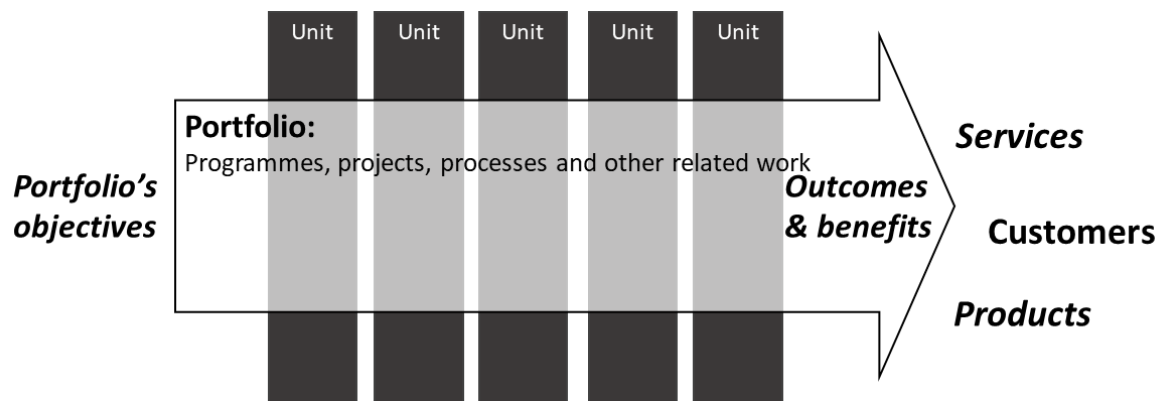 Unit
Unit
Unit
Unit
Unit
Portfolio:
Programmes, projects, processes and other related work
Portfolio's
objectives
Outcomes
& benefits
Services
Customers
Products